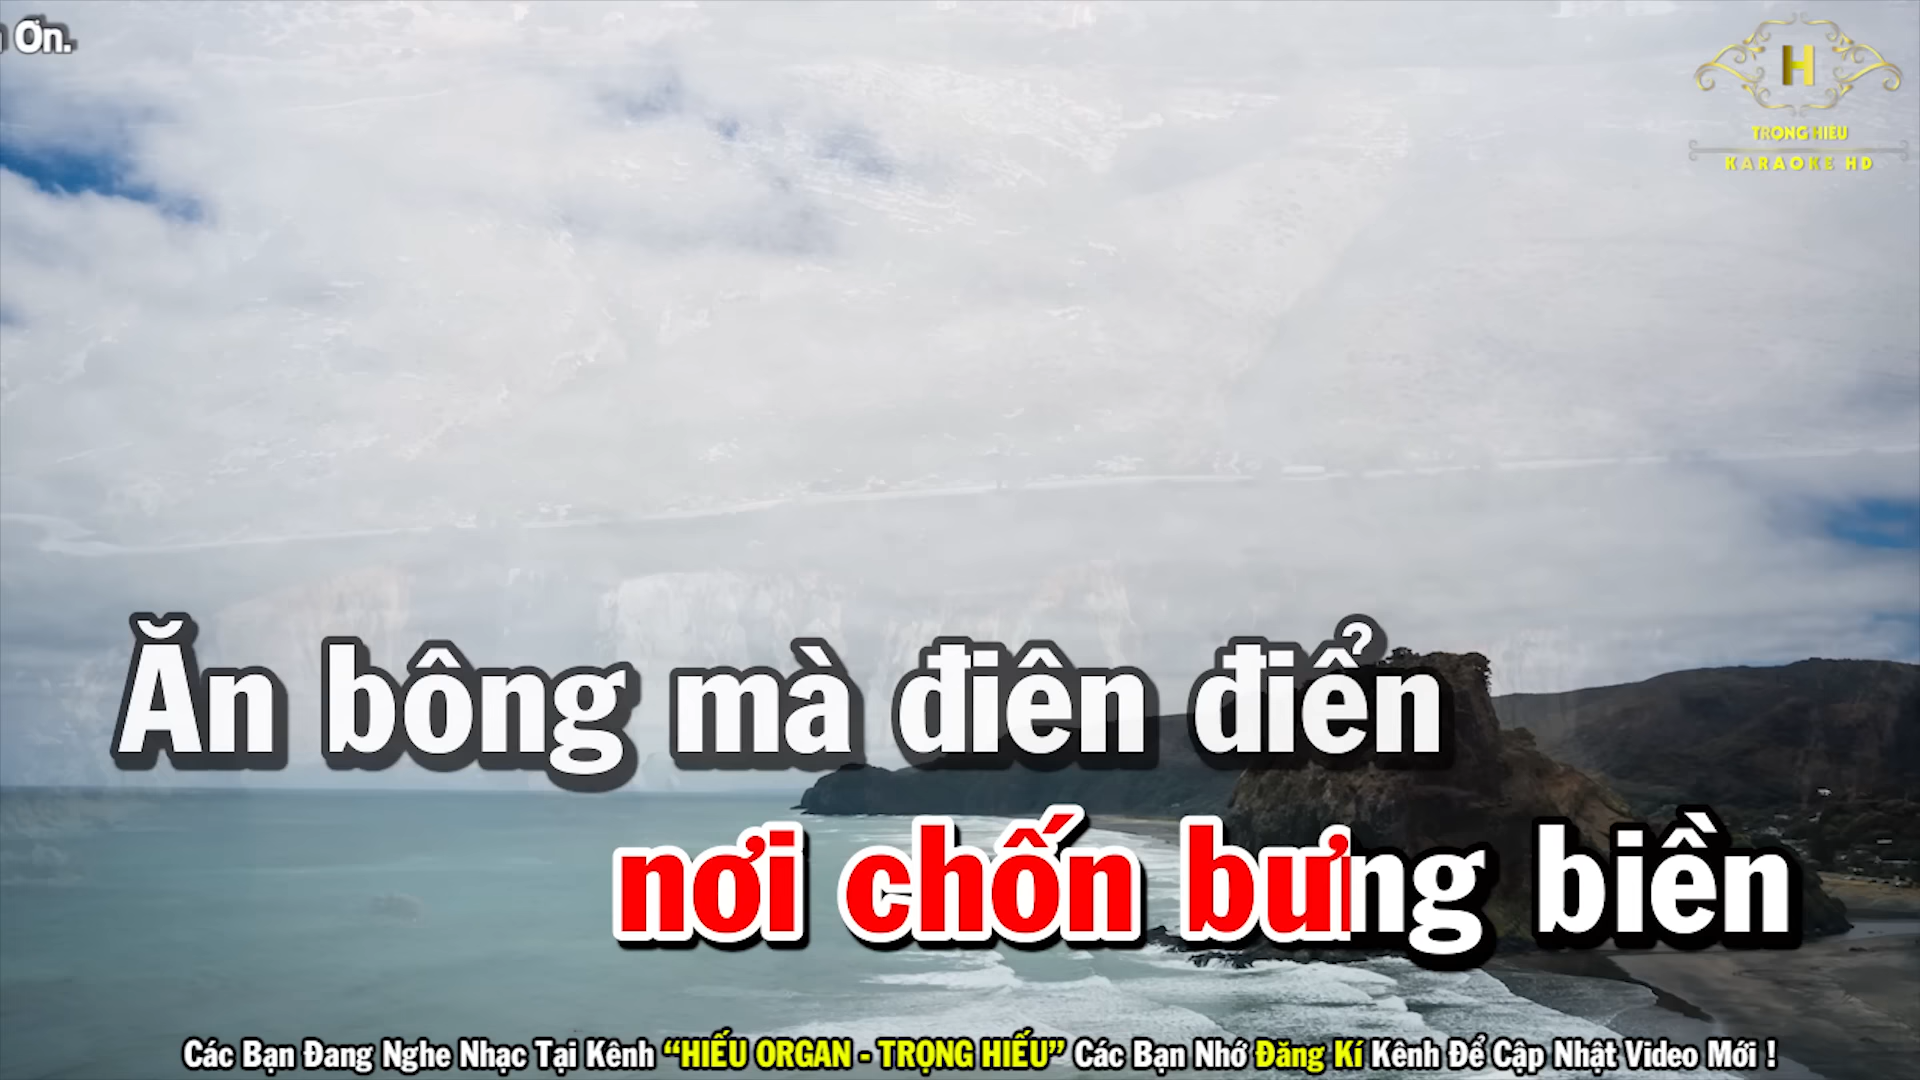 Ơn.
H
TRỌNG HIẾU
KARAOKE HD
Ăn bông mà điên điển
nơi chốn bưng biền
Các Bạn Đang Nghe Nhạc Tại Kênh “HIẾU ORGAN - TRỌNG HIẾU” Các Bạn Nhớ Đăng Kí Kênh Để Cập Nhật Video Mới !